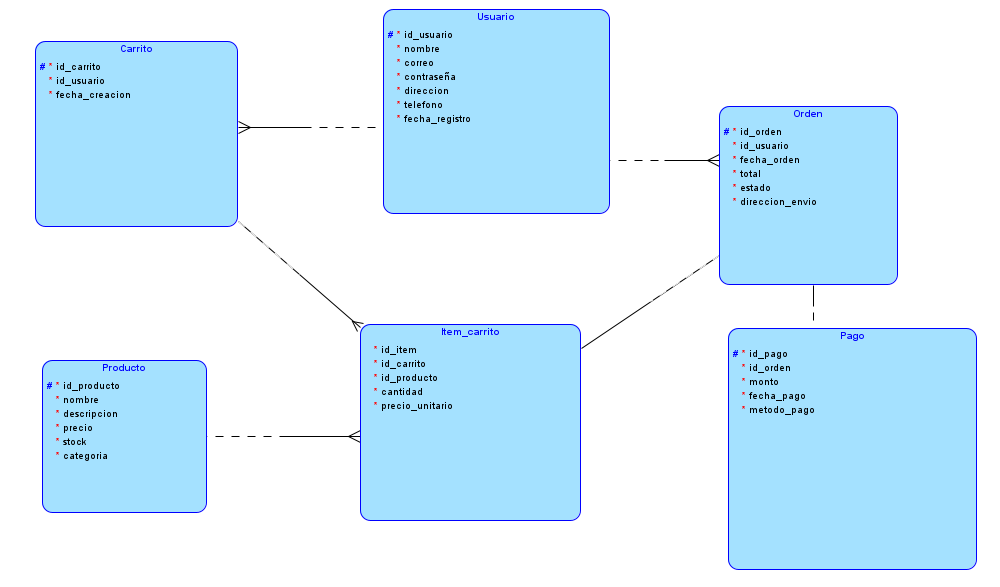 Carrito
# * id_carrito
* id_usuario
* fecha_creacion
Usuario
# * id_usuario
* nombre
* correo
* contraseña
* direccion
* telefono
* fecha_registro
Orden
# * id_orden
* id_usuario
* fecha_orden
* total
* estado
* direccion_envio
Producto
# * id_producto
* nombre
* descripcion
* precio
* stock
* categoria
Item_carrito
* id_item
* id_carrito
* id_producto
* cantidad
* precio_unitario
Pago
# * id_pago
* id_orden
* monto
* fecha_pago
* metodo_pago